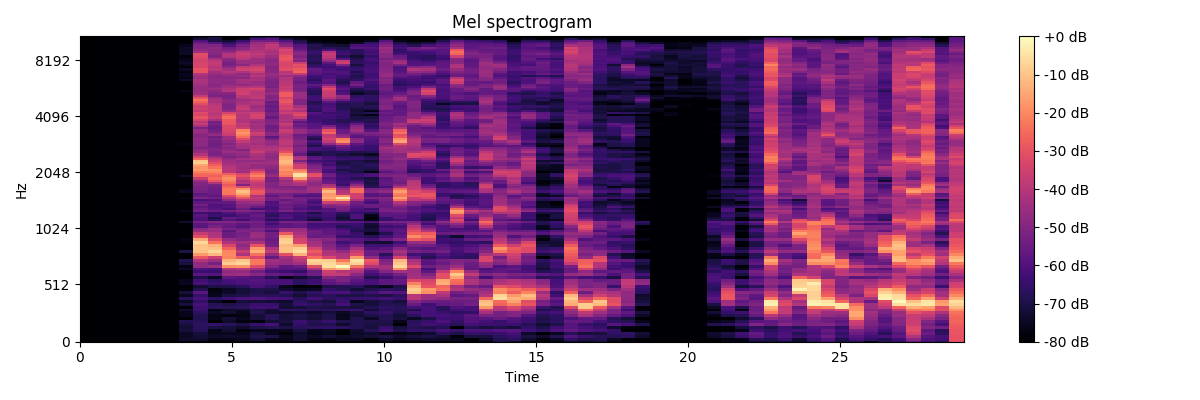 Mel spectrogram
8192
4096
2048
1024
512
0
Hz
0 5 10 15 20 25
Time
+0 dB
-10 dB
-20 dB
-30 dB
-40 dB
-50 dB
-60 dB
-70 dB
-80 dB